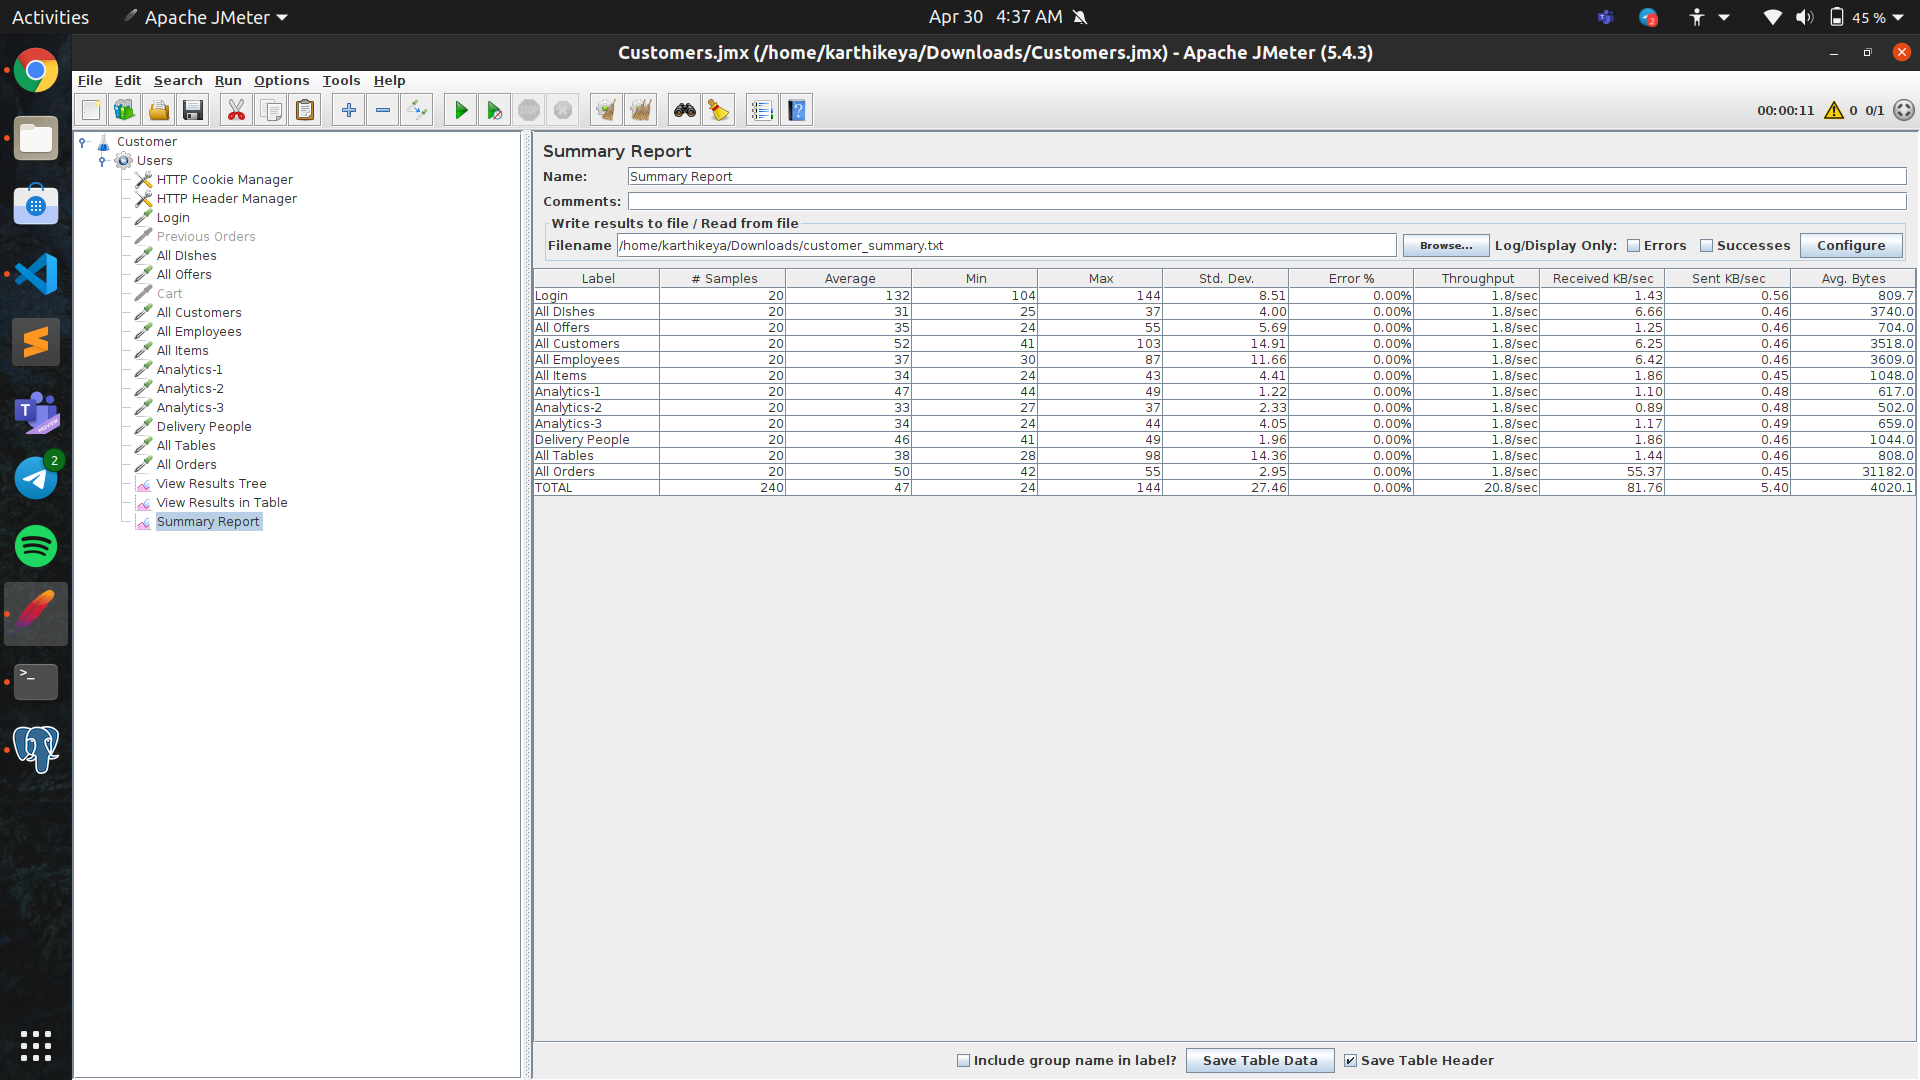 Activities Apache JMeter Apr 30 4:37 AM 2 45 %
Customers.jmx (/home/karthikeya/Downloads/Customers.jmx) - Apache JMeter (5.4.3)
File Edit Search Run Options Tools Help
STOP 00:00:11 0 0/1
Customer
Users
HTTP Cookie Manager
HTTP Header Manager
Login
Previous Orders
All DIshes
All Offers
Cart
All Customers
All Employees
All Items
Analytics-1
Analytics-2
Analytics-3
Delivery People
All Tables
All Orders
View Results Tree
View Results in Table
Summary Report
T
PREVIEW
2
>_
Summary Report
Name: Summary Report
Comments:
Write results to file / Read from file
Filename /home/karthikeya/Downloads/customer_summary.txt Browse... Log/Display Only: Errors Successes Configure
Label # Samples Average Min Max Std. Dev. Error % Throughput Received KB/sec Sent KB/sec Avg. Bytes
Login 20 132 104 144 8.51 0.00% 1.8/sec 1.43 0.56 809.7
All DIshes 20 31 25 37 4.00 0.00% 1.8/sec 6.66 0.46 3740.0
All Offers 20 35 24 55 5.69 0.00% 1.8/sec 1.25 0.46 704.0
All Customers 20 52 41 103 14.91 0.00% 1.8/sec 6.25 0.46 3518.0
All Employees 20 37 30 87 11.66 0.00% 1.8/sec 6.42 0.46 3609.0
All Items 20 34 24 43 4.41 0.00% 1.8/sec 1.86 0.45 1048.0
Analytics-1 20 47 44 49 1.22 0.00% 1.8/sec 1.10 0.48 617.0
Analytics-2 20 33 27 37 2.33 0.00% 1.8/sec 0.89 0.48 502.0
Analytics-3 20 34 24 44 4.05 0.00% 1.8/sec 1.17 0.49 659.0
Delivery People 20 46 41 49 1.96 0.00% 1.8/sec 1.86 0.46 1044.0
All Tables 20 38 28 98 14.36 0.00% 1.8/sec 1.44 0.46 808.0
All Orders 20 50 42 55 2.95 0.00% 1.8/sec 55.37 0.45 31182.0
TOTAL 240 47 24 144 27.46 0.00% 20.8/sec 81.76 5.40 4020.1
Include group name in label? Save Table Data Save Table Header